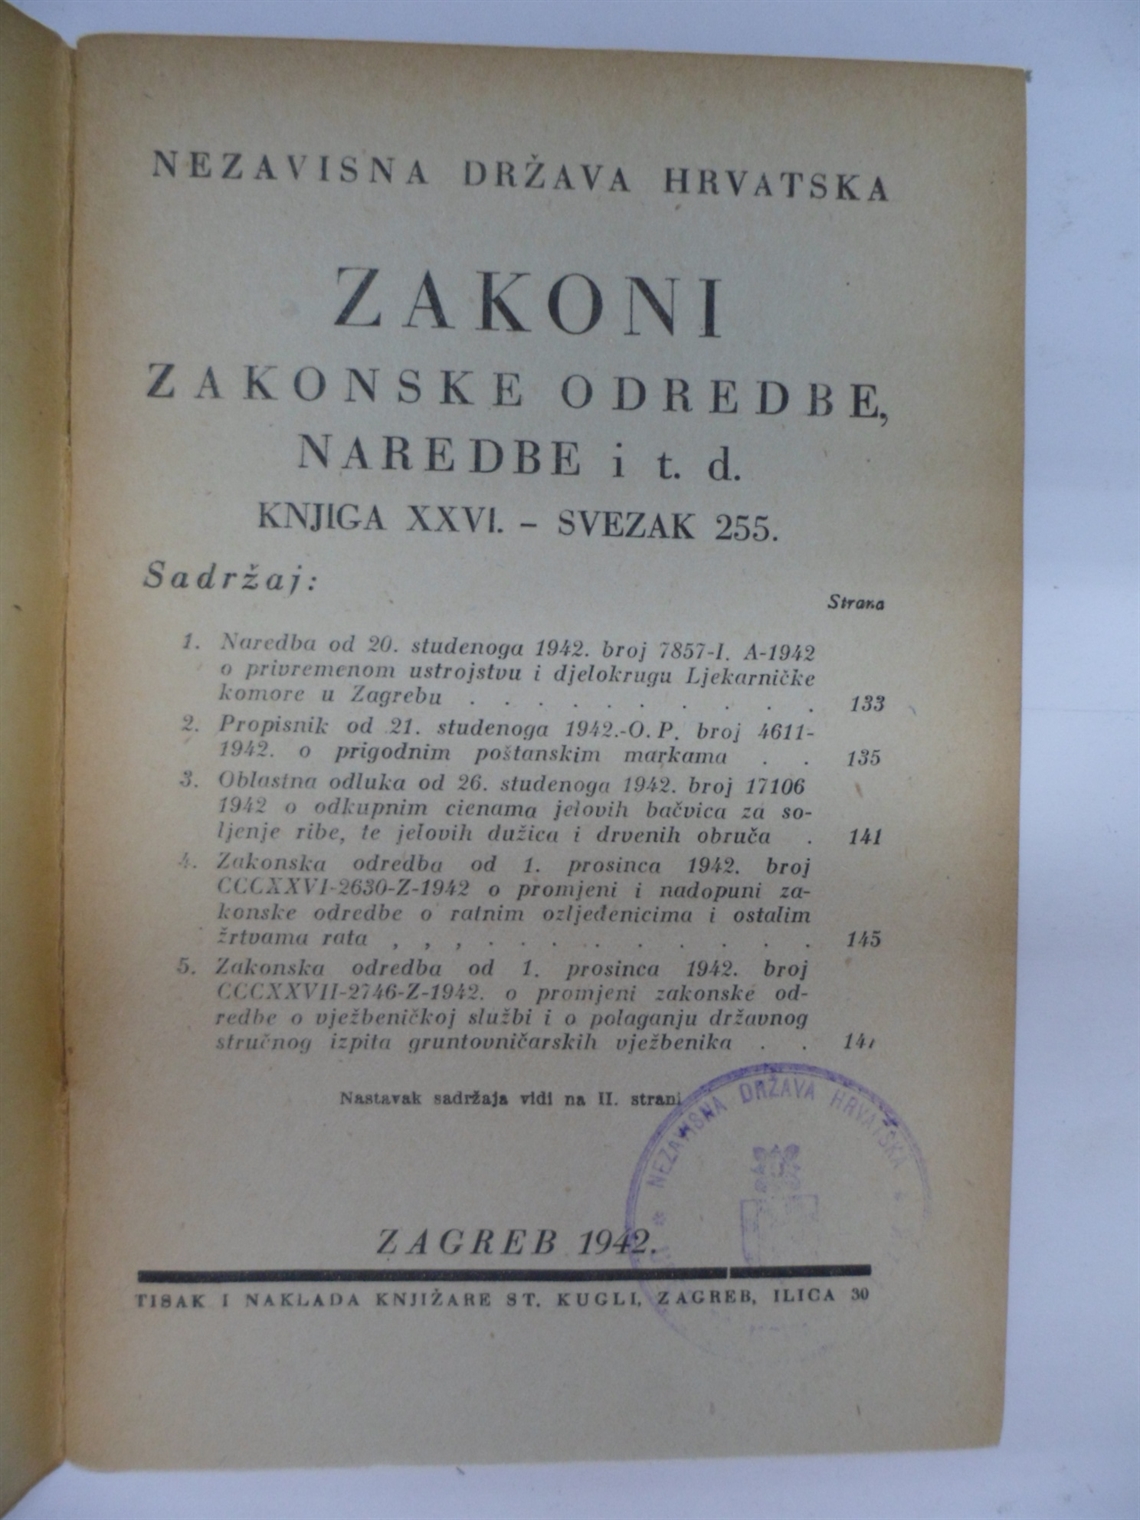 NEZAVISNA DRŽAVA HRVATSKA
ZAKONI
ZAKONSKE ODREDBE,
NAREDBE i t. d.
KNJIGA XXVI. – SVEZAK 255.
Sadržaj:
Strana
1. Naredba od 20. studenoga 1942. broj 7857-I. A-1942
o privremenom ustrojstvu i djelokrugu Ljekarničke
komore u Zagrebu . . . . . . . . . . 133
2. Propisnik od 21. studenoga 1942.-O.P. broj 4611-
1942. o prigodnim poštanskim markama . . 135
3. Oblastna odluka od 26. studenoga 1942. broj 17106
1942 o odkupnim cienama jelovih bačvica za so-
ljenje ribe, te jelovih dužica i drvenih obruča . 141
4. Zakonska odredba od 1. prosinca 1942. broj
CCCXXVI-2630-Z-1942 o promjeni i nadopuni za-
konske odredbe o ratnim ozljeđenicima i ostalim
žrtvama rata , , , . . . . . . . . . . 145
5. Zakonska odredba od 1. prosinca 1942. broj
CCCXXVII-2746-Z-1942. o promjeni zakonske od-
redbe o vježbeničkoj službi i o polaganju državnog
stručnog izpita gruntovničarskih vježbenika . . 147
Nastavak sadržaja vidi na II. strani
NEZAVISNA DRŽAVA HRVATSKA
ZAGREB 1942.
TISAK I NAKLADA KNJIŽARE ST. KUGLI, ZAGREB, ILICA 30